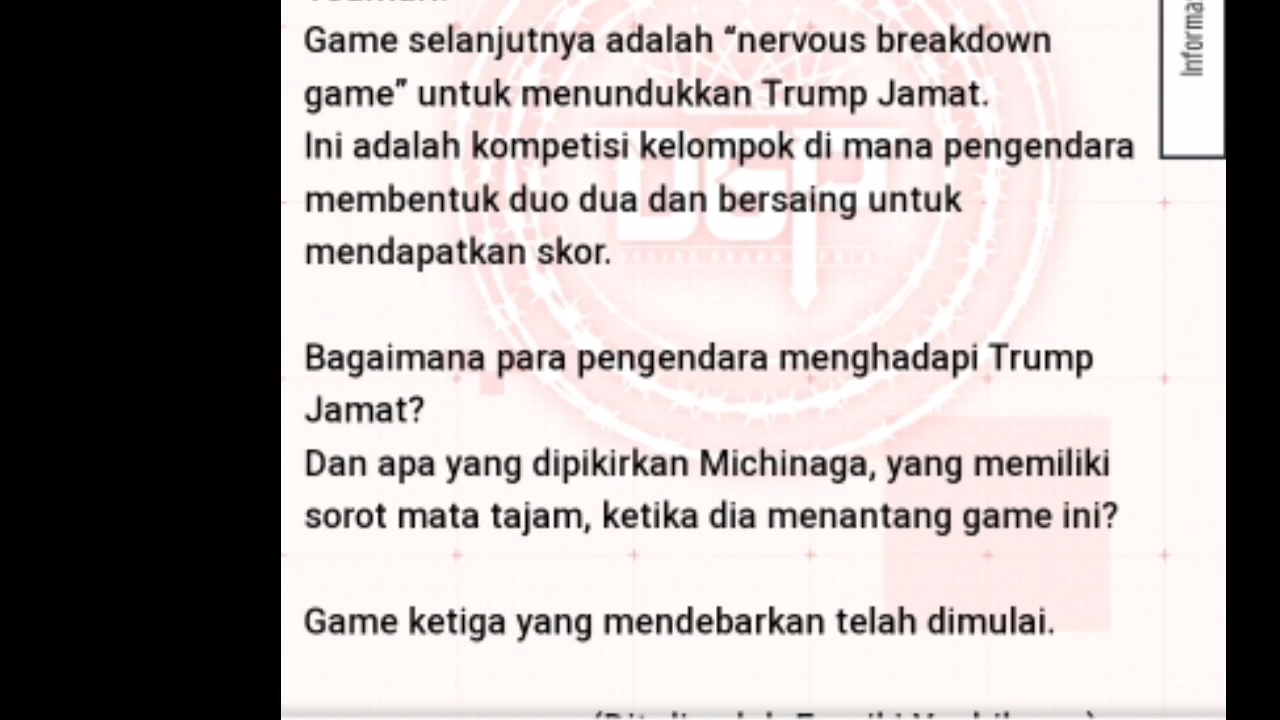 Game selanjutnya adalah “nervous breakdown
game” untuk menundukkan Trump Jamat.
Ini adalah kompetisi kelompok di mana pengendara
membentuk duo dua dan bersaing untuk
mendapatkan skor.
Bagaimana para pengendara menghadapi Trump
Jamat?
Dan apa yang dipikirkan Michinaga, yang memiliki
sorot mata tajam, ketika dia menantang game ini?
Game ketiga yang mendebarkan telah dimulai.
DGP